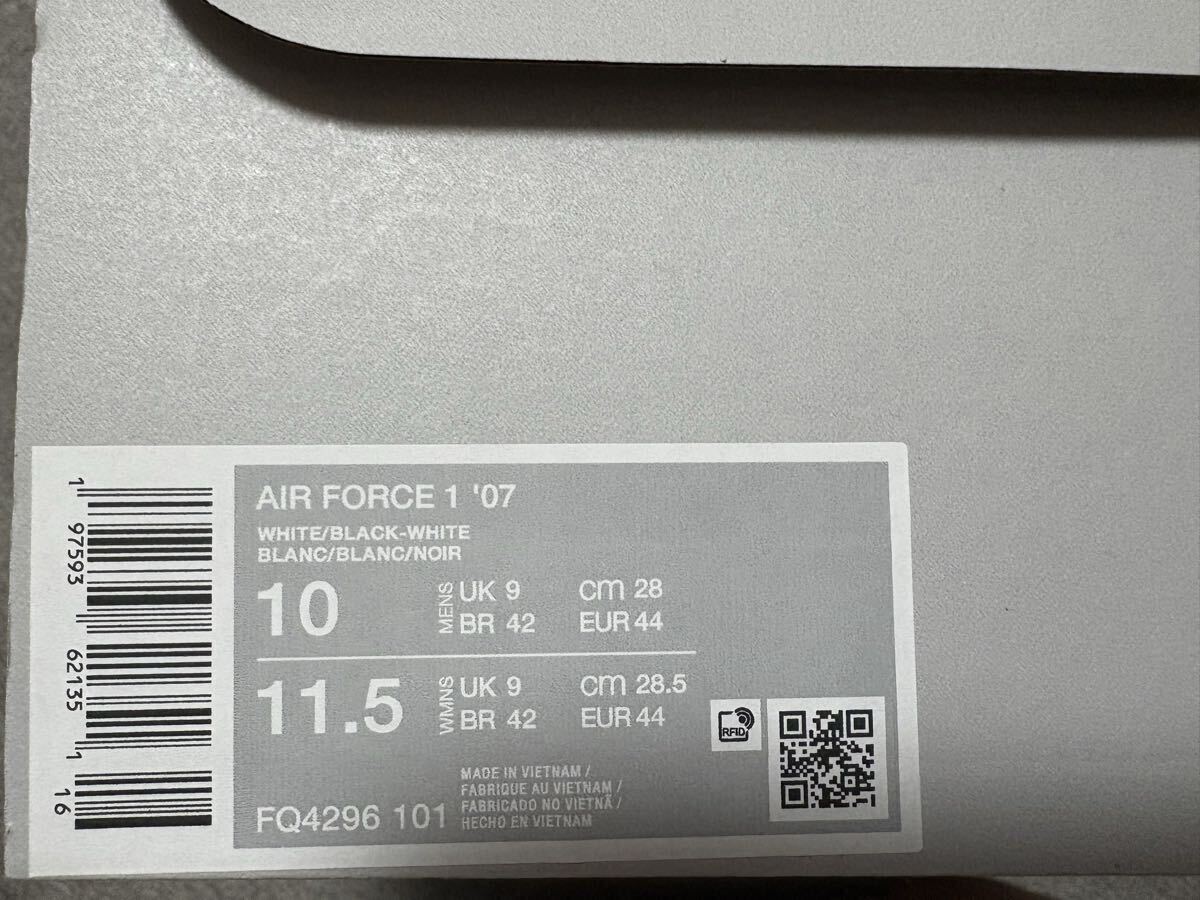 AIR FORCE 1 '07
WHITE/BLACK-WHITE
BLANC/BLANC/NOIR
10 MENS UK 9 cm 28
BR 42 EUR 44
11.5 WMNS UK 9 cm 28.5
BR 42 EUR 44
RFID
MADE IN VIETNAM /
FABRIQUE AU VIETNAM /
FABRICADO NO VIETNÃ /
HECHO EN VIETNAM
FQ4296 101
1 97593 62135 1 16